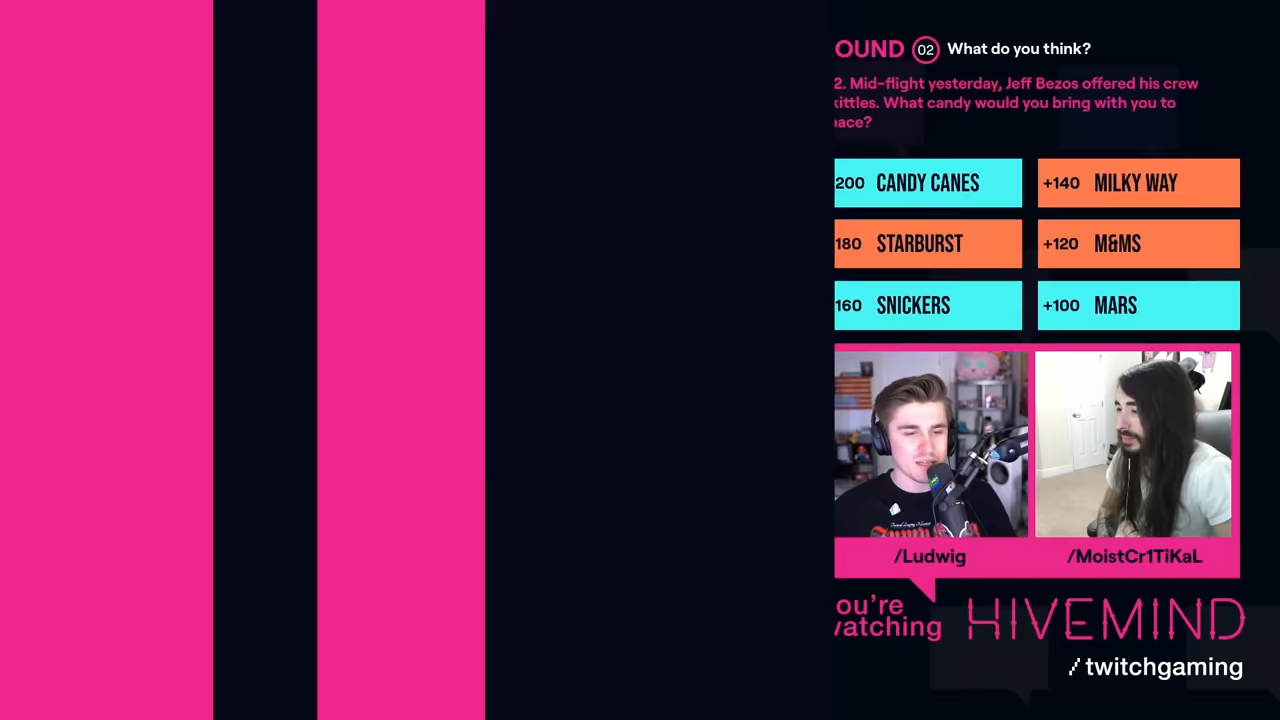 OUND 02 What do you think?
2. Mid-flight yesterday, Jeff Bezos offered his crew
kittles. What candy would you bring with you to
pace?
200 CANDY CANES +140 MILKY WAY
180 STARBURST +120 M&MS
160 SNICKERS +100 MARS
/Ludwig /MoistCr1TiKaL
ou're
watching
HIVEMIND
/twitchgaming